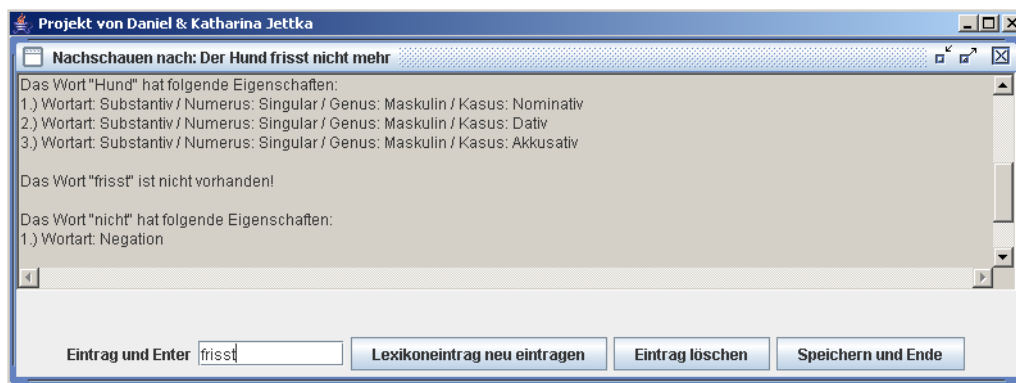 Projekt von Daniel & Katharina Jettka
Nachschauen nach: Der Hund frisst nicht mehr
Das Wort "Hund" hat folgende Eigenschaften:
1.) Wortart: Substantiv / Numerus: Singular / Genus: Maskulin / Kasus: Nominativ
2.) Wortart: Substantiv / Numerus: Singular / Genus: Maskulin / Kasus: Dativ
3.) Wortart: Substantiv / Numerus: Singular / Genus: Maskulin / Kasus: Akkusativ
Das Wort "frisst" ist nicht vorhanden!
Das Wort "nicht" hat folgende Eigenschaften:
1.) Wortart: Negation
Eintrag und Enter frisst Lexikoneintrag neu eintragen Eintrag löschen Speichern und Ende